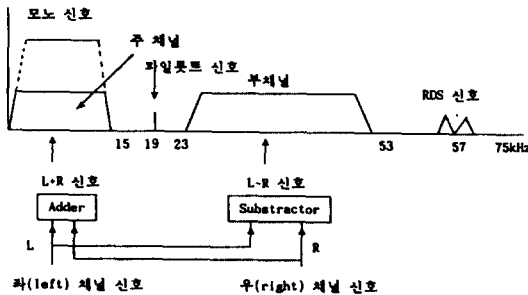 모노 신호
주 채널
파일롯트 신호
부채널
RDS 신호
15 19 23 53 57 75kHz
L+R 신호 L-R 신호
Adder Substractor
L R
좌(left) 채널 신호 우(right) 채널 신호